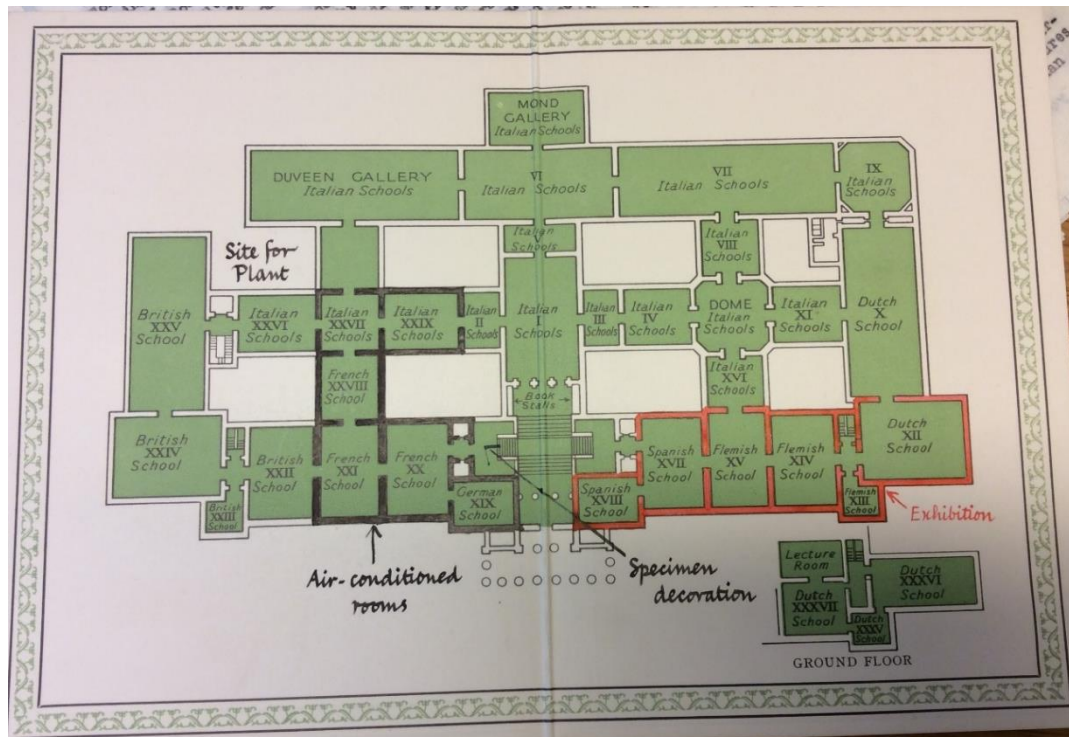 MOND
GALLERY
Italian Schools
DUVEEN GALLERY
Italian Schools
VI
Italian Schools
VII
Italian Schools
IX
Italian
Schools
Italian
V
Schools
Italian
VIII
Schools
Site for
Plant
British
XXV
School
Italian
XXVI
Schools
Italian
XXVII
Schools
Italian
XXIX
Schools
Italian
II
Schools
Italian
I
Schools
Italian
III
Schools
Italian
IV
Schools
DOME
Italian
Schools
Italian
XI
Schools
Dutch
X
School
French
XXVIII
School
Italian
XVI
Schools
Book
Stalls
British
XXIV
School
British
XXII
School
French
XXI
School
French
XX
School
Spanish
XVII
School
Flemish
XV
School
Flemish
XIV
School
Dutch
XII
School
British
XXIII
School
German
XIX
School
Spanish
XVIII
School
Flemish
XIII
School
Exhibition
Air-conditioned
rooms
Specimen
decoration
Lecture
Room
Dutch
XXXVI
School
Dutch
XXXVII
School
Dutch
XXXV
School
GROUND FLOOR